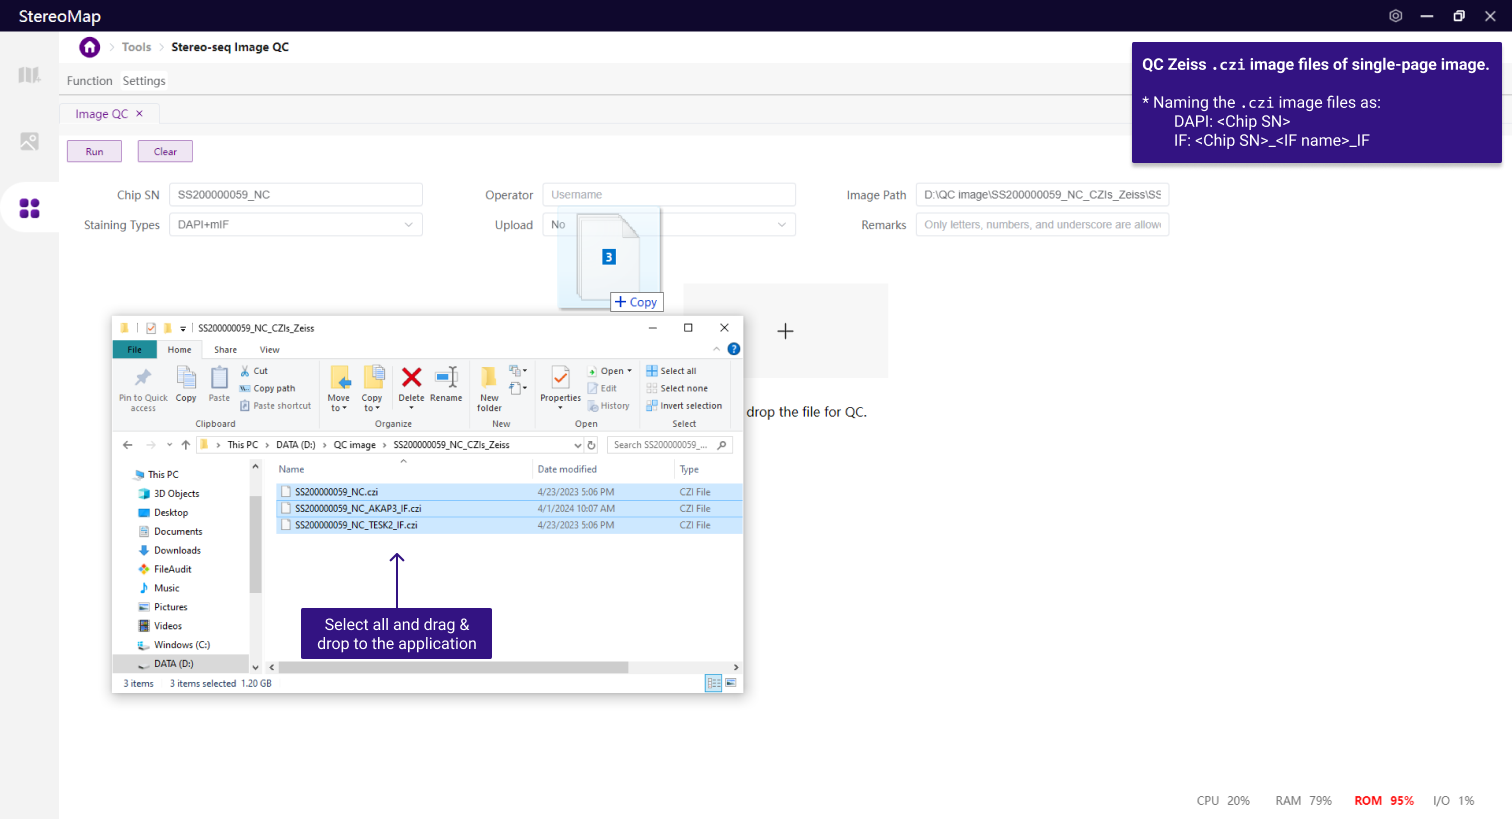 StereoMap
Tools
Stereo-seq Image QC
Function
Settings
Image QC
QC Zeiss .czi image files of single-page image.
* Naming the .czi image files as:
DAPI: <Chip SN>
IF: <Chip SN>_<IF name>_IF
Run
Clear
Chip SN
SS200000059_NC
Operator
Username
Image Path
D:\QC image\SS200000059_NC_CZIs_Zeiss\SS
Staining Types
DAPI+mIF
Upload
No
Remarks
Only letters, numbers, and underscore are allowe
3
Copy
drop the file for QC.
SS200000059_NC_CZIs_Zeiss
File
Home
Share
View
Pin to Quick
access
Copy
Paste
Cut
Copy path
Paste shortcut
Clipboard
Move
to
Copy
to
Delete
Rename
Organize
New
folder
New
Properties
Open
Edit
History
Open
Select all
Select none
Invert selection
Select
This PC
DATA (D:)
QC image
SS200000059_NC_CZIs_Zeiss
Search SS200000059_...
This PC
3D Objects
Desktop
Documents
Downloads
FileAudit
Music
Pictures
Videos
Windows (C:)
DATA (D:)
Name
Date modified
Type
SS200000059_NC.czi
4/23/2023 5:06 PM
CZI File
SS200000059_NC_AKAP3_IF.czi
4/1/2024 10:07 AM
CZI File
SS200000059_NC_TESK2_IF.czi
4/23/2023 5:06 PM
CZI File
Select all and drag &
drop to the application
3 items
3 items selected 1.20 GB
CPU 20%
RAM 79%
ROM 95%
I/O 1%